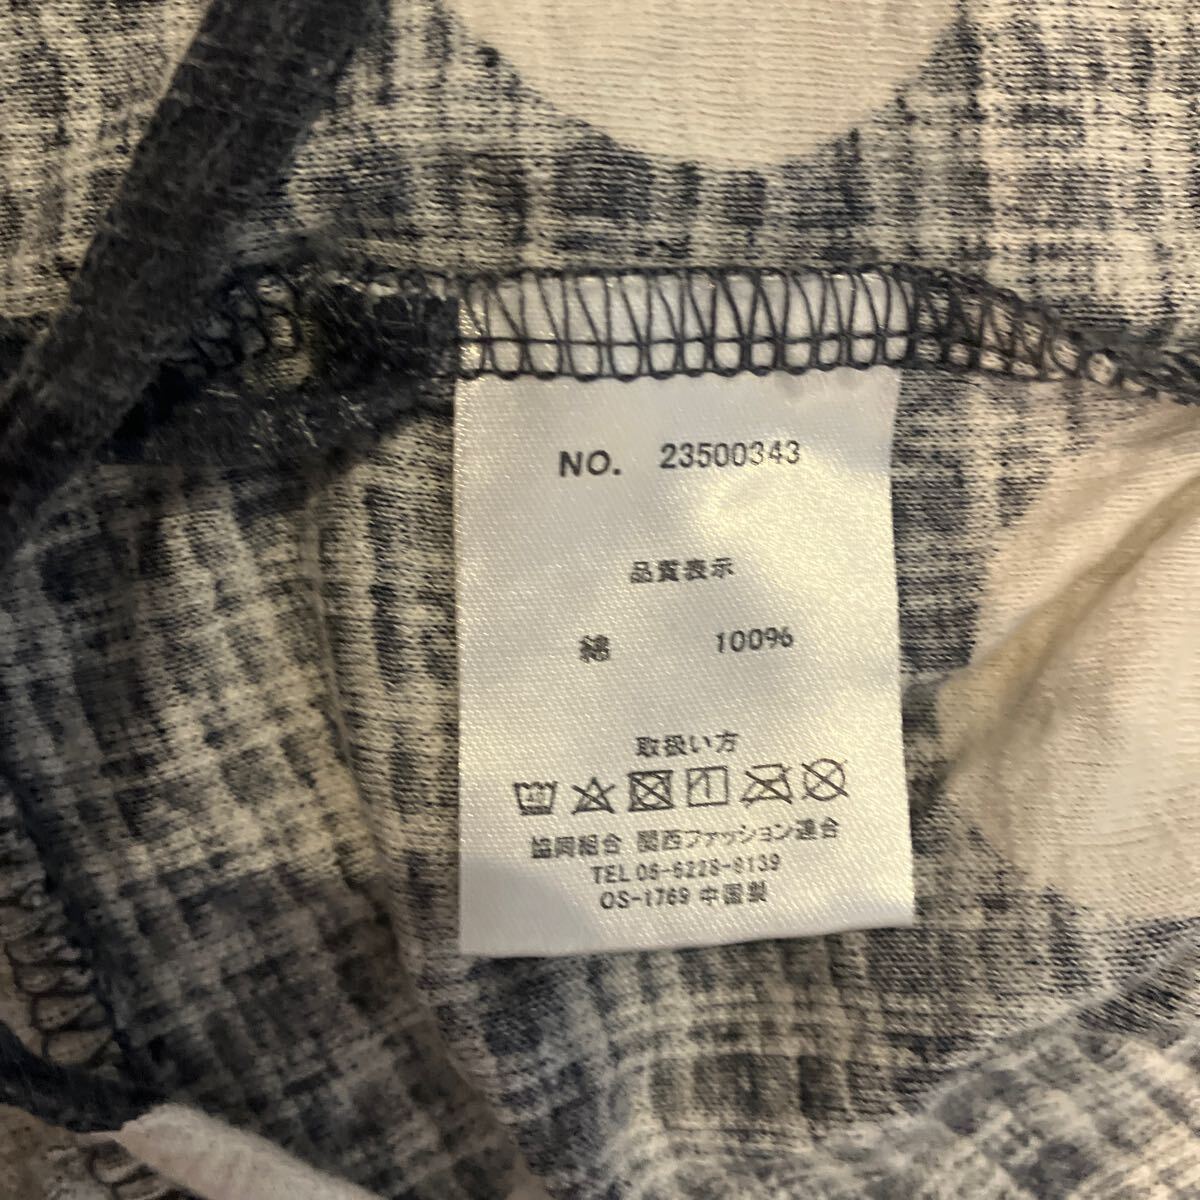 NO. 23500343
品質表示
綿 100%
取扱い方
協同組合 関西ファッション連合
TEL 06-6228-6139
OS-1769 中国製